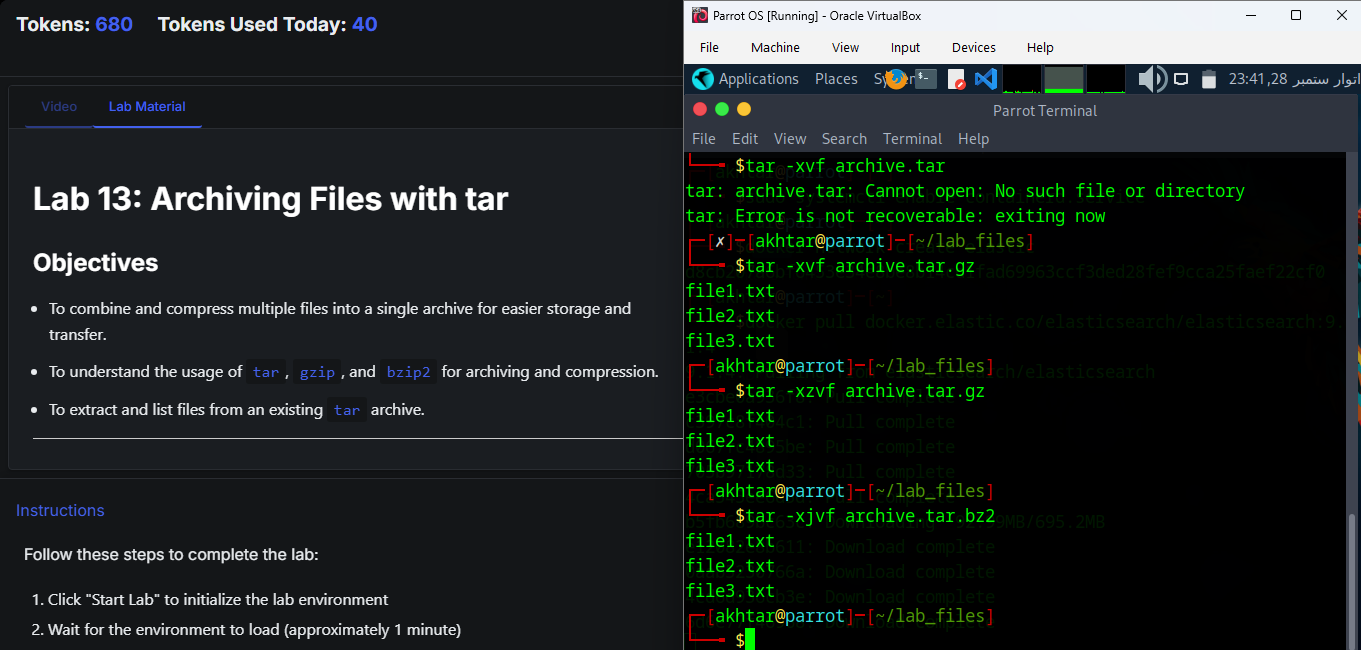 Tokens: 680 Tokens Used Today: 40
Video Lab Material
Lab 13: Archiving Files with tar
Objectives
• To combine and compress multiple files into a single archive for easier storage and
transfer.
• To understand the usage of tar , gzip , and bzip2 for archiving and compression.
• To extract and list files from an existing tar archive.
Instructions
Follow these steps to complete the lab:
1. Click "Start Lab" to initialize the lab environment
2. Wait for the environment to load (approximately 1 minute)
Parrot OS [Running] - Oracle VirtualBox
File Machine View Input Devices Help
Applications Places 23:41 ,28 اتوار ستمبر
Parrot Terminal
File Edit View Search Terminal Help
$tar -xvf archive.tar
tar: archive.tar: Cannot open: No such file or directory
tar: Error is not recoverable: exiting now
[✗]─[akhtar@parrot]─[~/lab_files]
$tar -xvf archive.tar.gz
file1.txt
file2.txt
file3.txt
[akhtar@parrot]─[~/lab_files]
$tar -xzvf archive.tar.gz
file1.txt
file2.txt
file3.txt
[akhtar@parrot]─[~/lab_files]
$tar -xjvf archive.tar.bz2
file1.txt
file2.txt
file3.txt
[akhtar@parrot]─[~/lab_files]
$